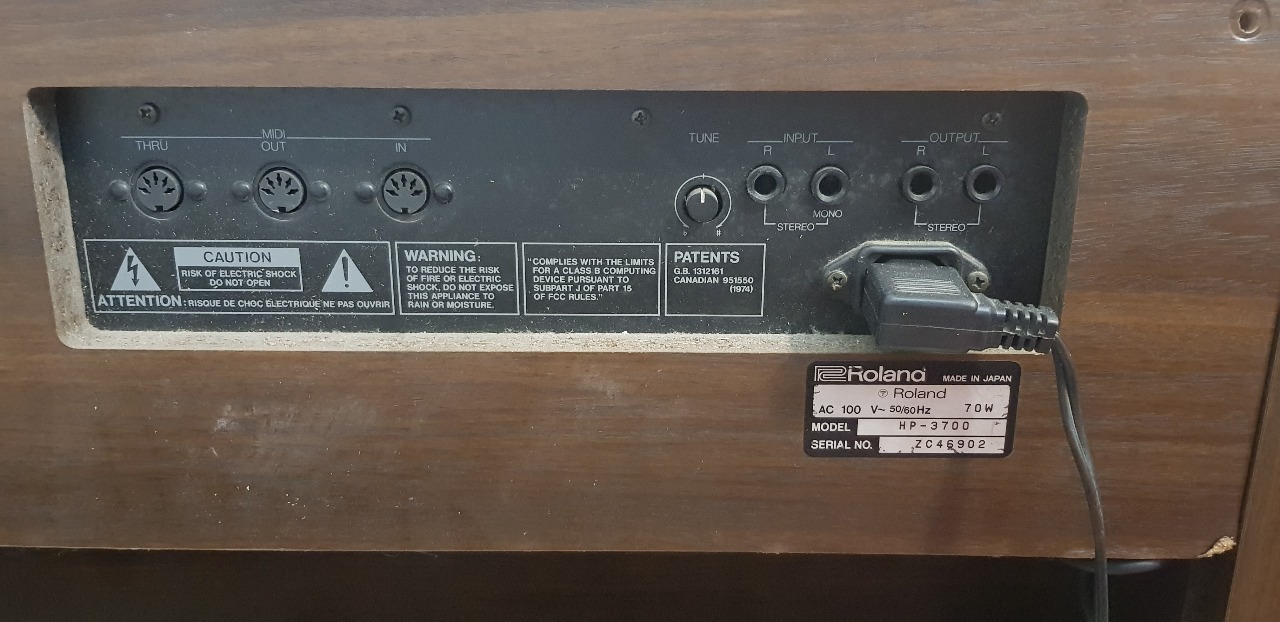 MIDI
THRU
OUT
IN
TUNE
♭
#
INPUT
R
L
MONO
STEREO
OUTPUT
R
L
STEREO
CAUTION
RISK OF ELECTRIC SHOCK
DO NOT OPEN
ATTENTION: RISQUE DE CHOC ÉLECTRIQUE NE PAS OUVRIR
WARNING:
TO REDUCE THE RISK
OF FIRE OR ELECTRIC
SHOCK, DO NOT EXPOSE
THIS APPLIANCE TO
RAIN OR MOISTURE.
"COMPLIES WITH THE LIMITS
FOR A CLASS B COMPUTING
DEVICE PURSUANT TO
SUBPART J OF PART 15
OF FCC RULES."
PATENTS
G.B. 1312161
CANADIAN 951550
(1974)
Roland MADE IN JAPAN
Roland
AC 100 V~ 50/60Hz 70W
MODEL HP-3700
SERIAL NO. ZC46902